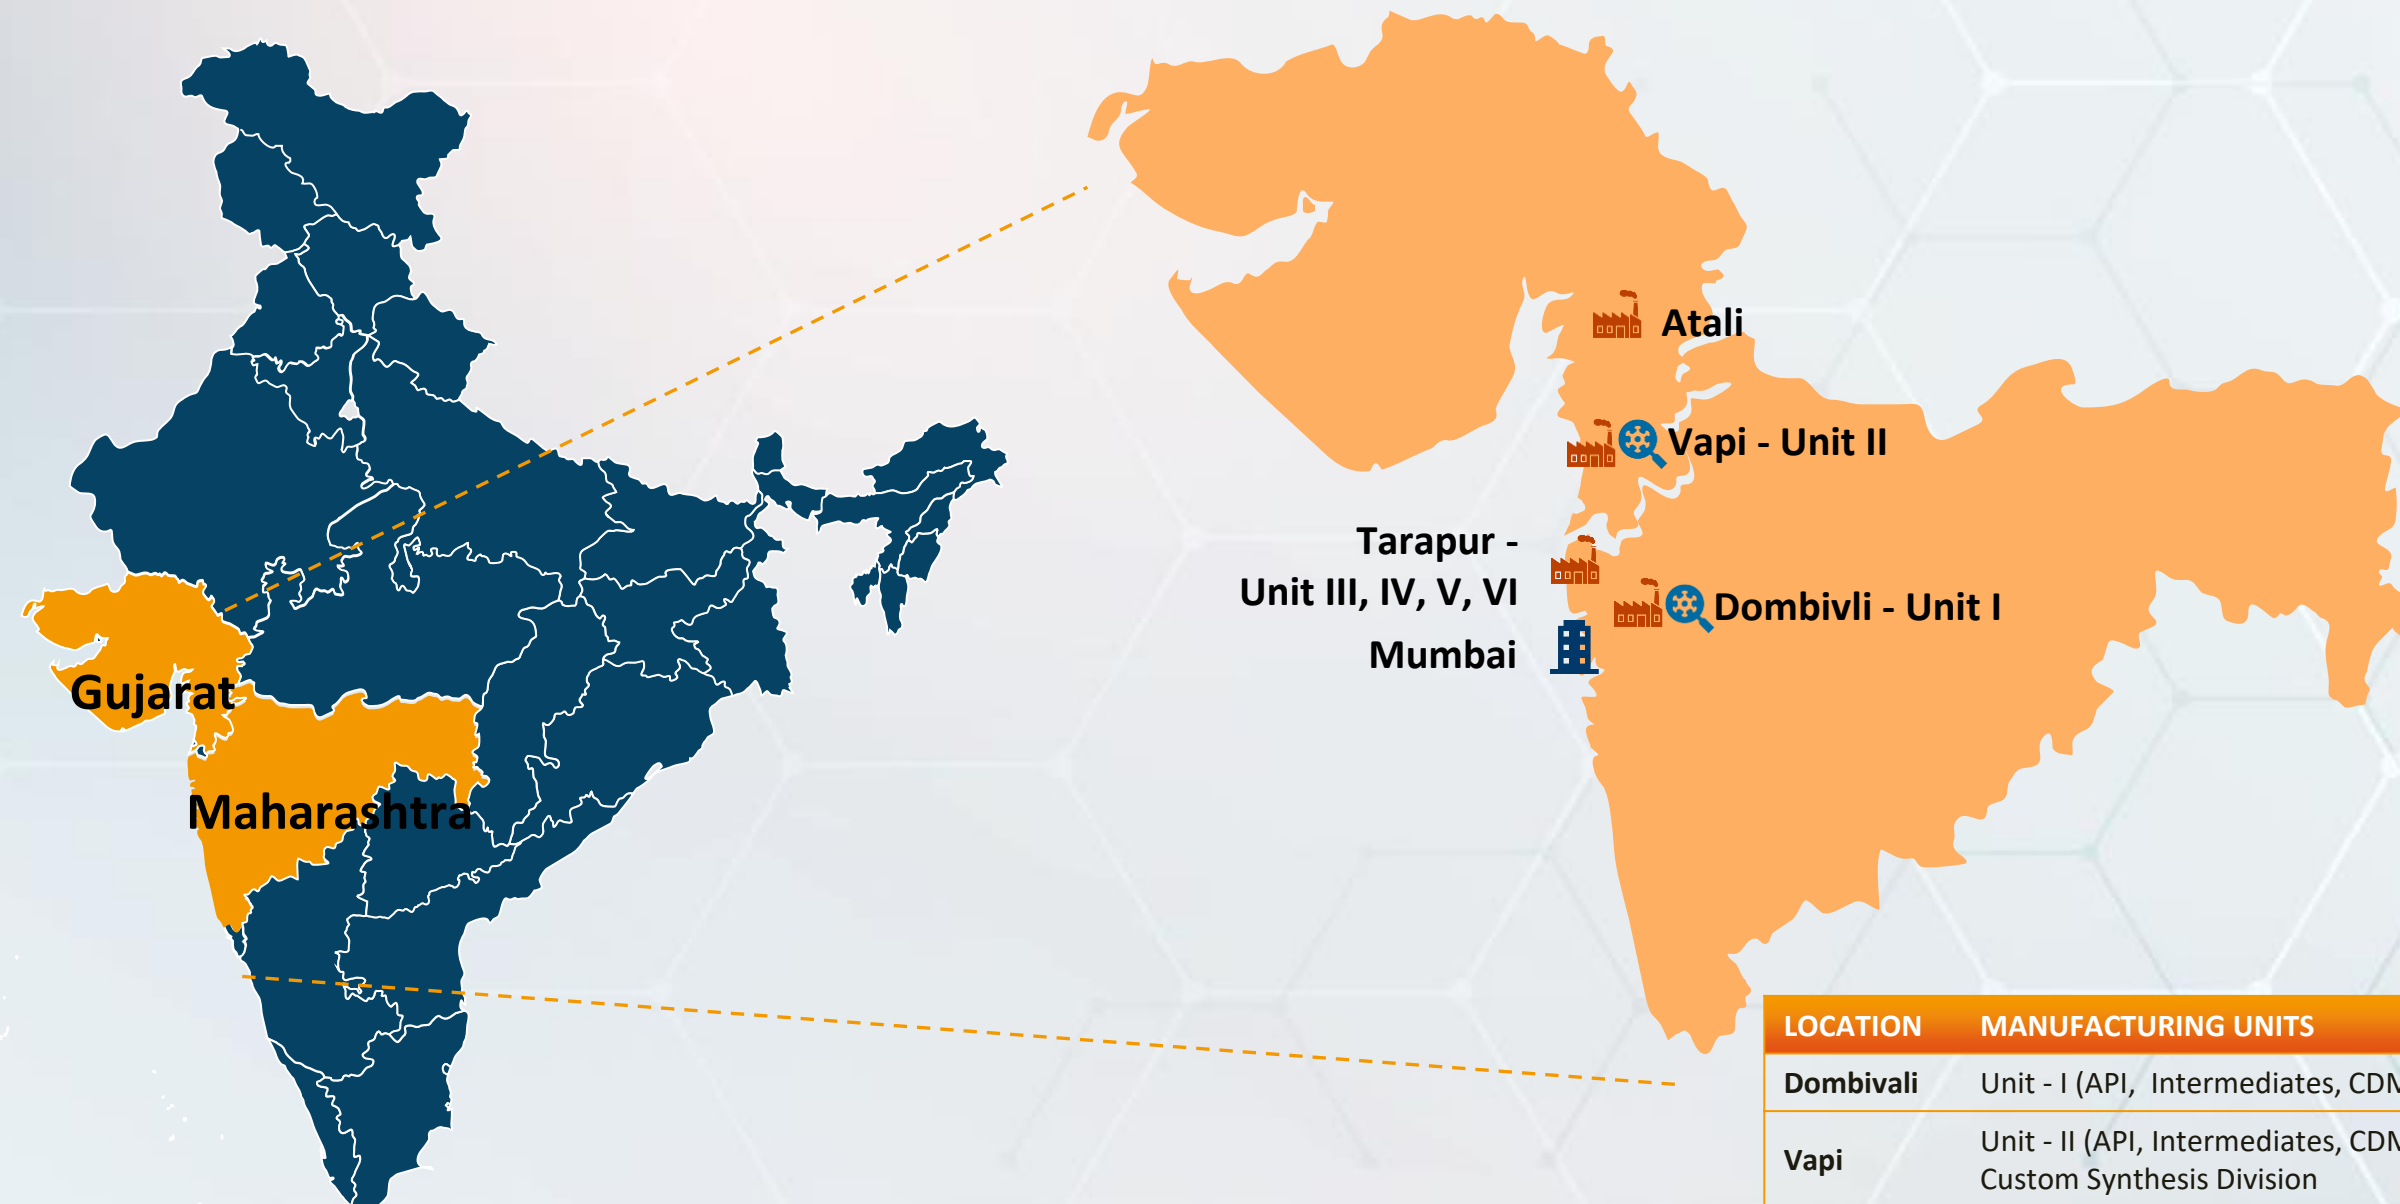 Gujarat
Maharashtra
Atali
Vapi - Unit II
Tarapur -
Unit III, IV, V, VI
Dombivli - Unit I
Mumbai
LOCATION MANUFACTURING UNITS
Dombivali Unit - I (API, Intermediates,
Vapi Unit - II (API, Intermediates,
Custom Synthesis Division